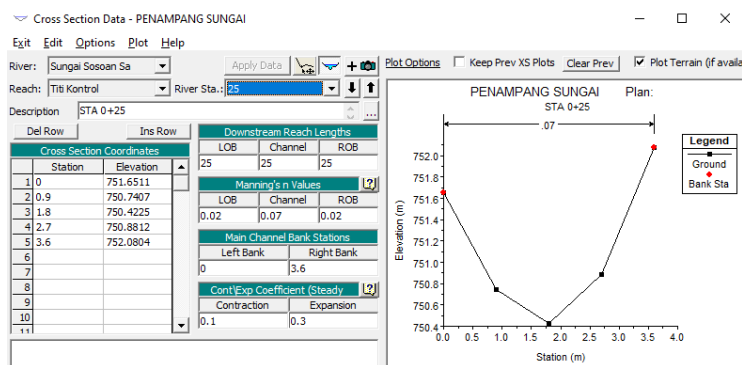 Cross Section Data - PENAMPANG SUNGAI
Exit Edit Options Plot Help
River: Sungai Sosoan Sa Apply Data Plot Options Keep Prev XS Plots Clear Prev Plot Terrain (if availa
Reach: Titi Kontrol River Sta.: 25
Description STA 0+25 ...
Del Row Ins Row
Cross Section Coordinates
Station Elevation
1 0 751.6511
2 0.9 750.7407
3 1.8 750.4225
4 2.7 750.8812
5 3.6 752.0804
6
7
8
9
10
11
Downstream Reach Lengths
LOB Channel ROB
25 25 25
Manning's n Values
LOB Channel ROB
0.02 0.07 0.02
Main Channel Bank Stations
Left Bank Right Bank
0 3.6
Cont\Exp Coefficient (Steady
Contraction Expansion
0.1 0.3
PENAMPANG SUNGAI Plan:
STA 0+25
.07
Elevation (m)
752.0
751.8
751.6
751.4
751.2
751.0
750.8
750.6
750.4
0.0 0.5 1.0 1.5 2.0 2.5 3.0 3.5 4.0
Station (m)
Legend
Ground
Bank Sta